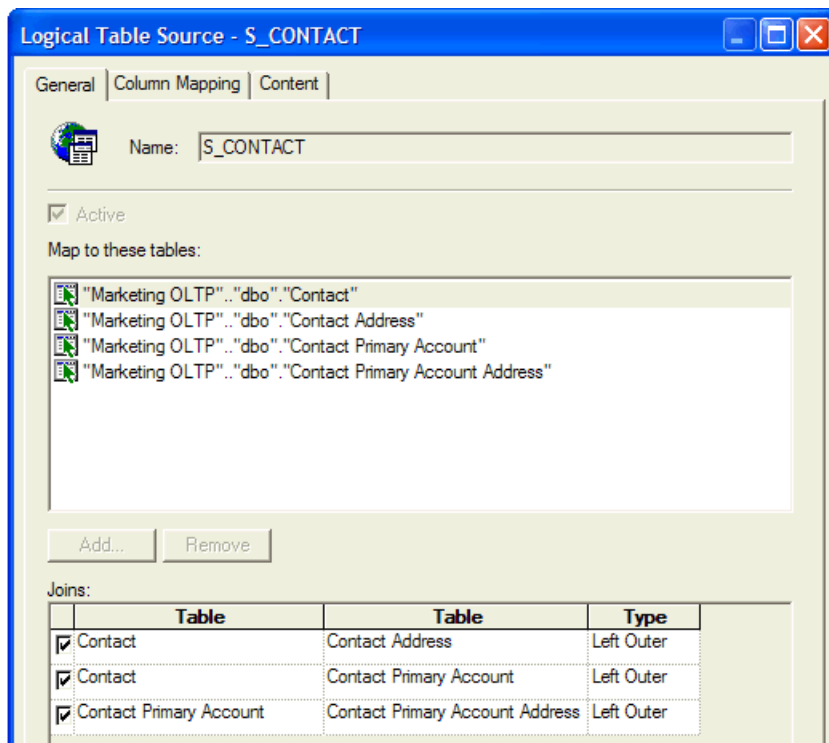 Logical Table Source - S_CONTACT
General Column Mapping Content
Name: S_CONTACT
Active
Map to these tables:
"Marketing OLTP".."dbo"."Contact"
"Marketing OLTP".."dbo"."Contact Address"
"Marketing OLTP".."dbo"."Contact Primary Account"
"Marketing OLTP".."dbo"."Contact Primary Account Address"
Add... Remove
Joins:
Table Table Type
Contact Contact Address Left Outer
Contact Contact Primary Account Left Outer
Contact Primary Account Contact Primary Account Address Left Outer